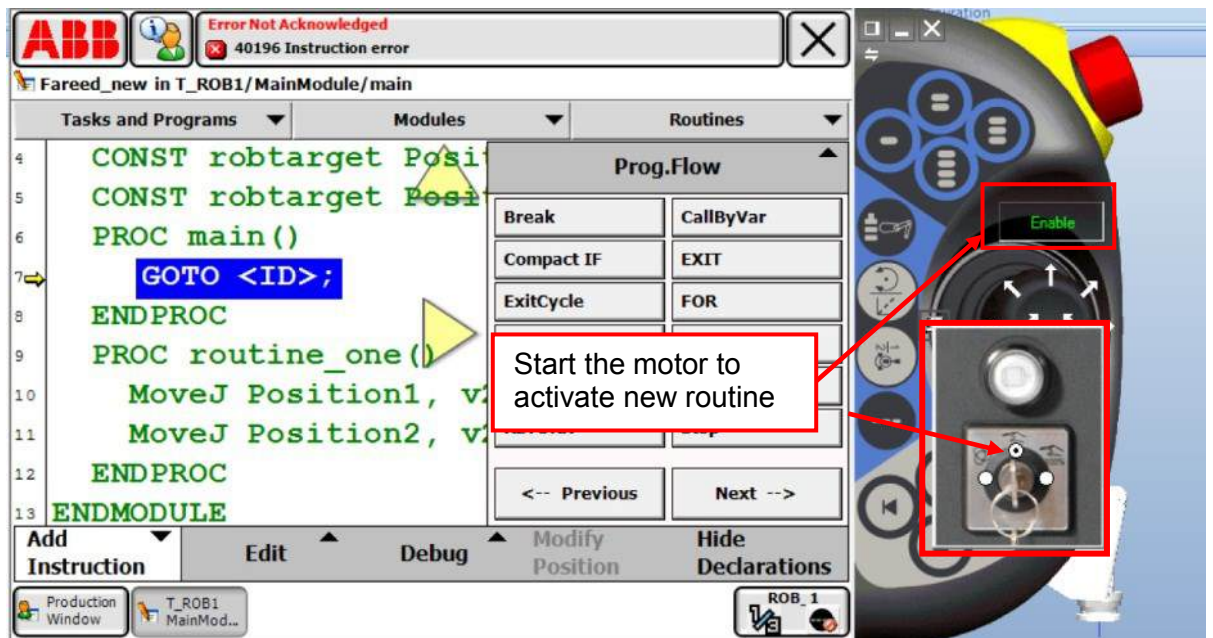 ABB
Error Not Acknowledged
40196 Instruction error
Fareed_new in T_ROB1/MainModule/main
Tasks and Programs Modules Routines
4 CONST robtarget Posit
5 CONST robtarget Posit
6 PROC main()
7 GOTO <ID>;
8 ENDPROC
9 PROC routine_one()
10 MoveJ Position1, v2
11 MoveJ Position2, v2
12 ENDPROC
13 ENDMODULE
Prog.Flow
Break CallByVar
Compact IF EXIT
ExitCycle FOR
<-- Previous Next -->
Start the motor to
activate new routine
Enable
Add
Instruction
Edit
Debug
Modify
Position
Hide
Declarations
Production
Window
T_ROB1
MainMod...
ROB_1